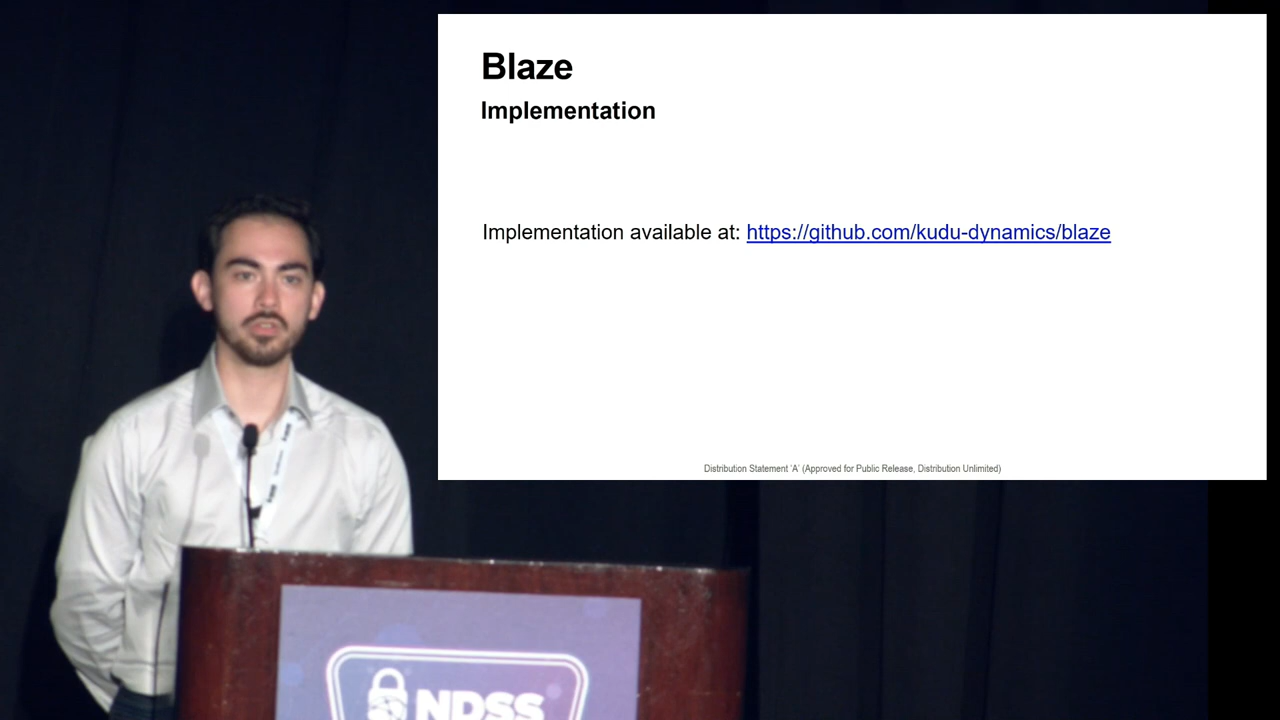 Blaze
Implementation
Implementation available at: https://github.com/kudu-dynamics/blaze
Distribution Statement 'A' (Approved for Public Release, Distribution Unlimited)
NDSS